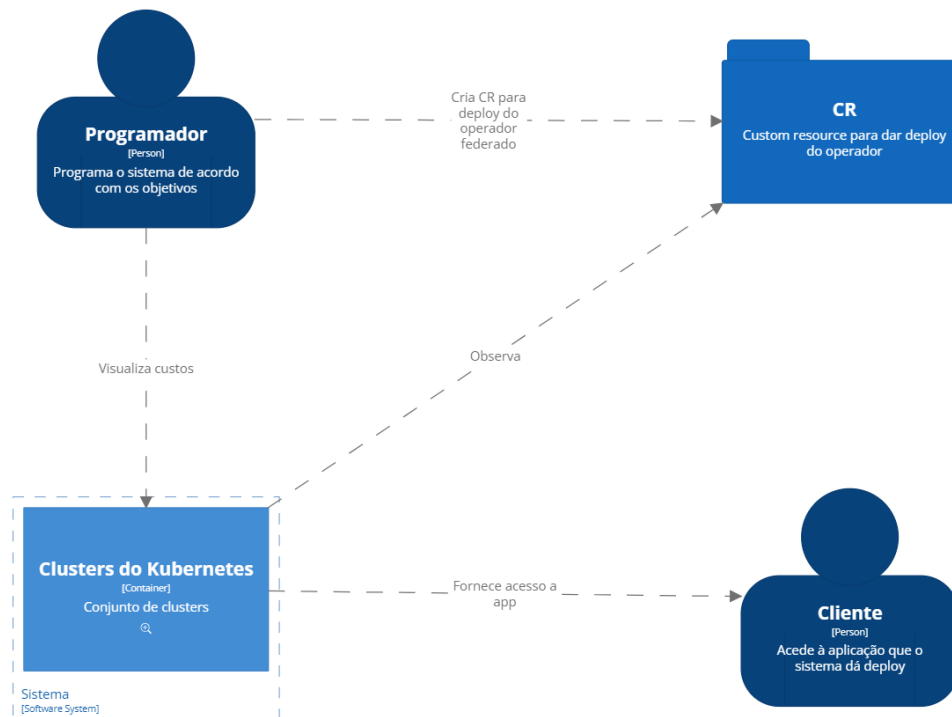 Programador
[Person]
Programa o sistema de acordo
com os objetivos
Cria CR para
deploy do
operador
federado
CR
Custom resource para dar deploy
do operador
Visualiza custos
Observa
Clusters do Kubernetes
[Container]
Conjunto de clusters
Sistema
[Software System]
Fornece acesso a
app
Cliente
[Person]
Acede à aplicação que o
sistema dá deploy